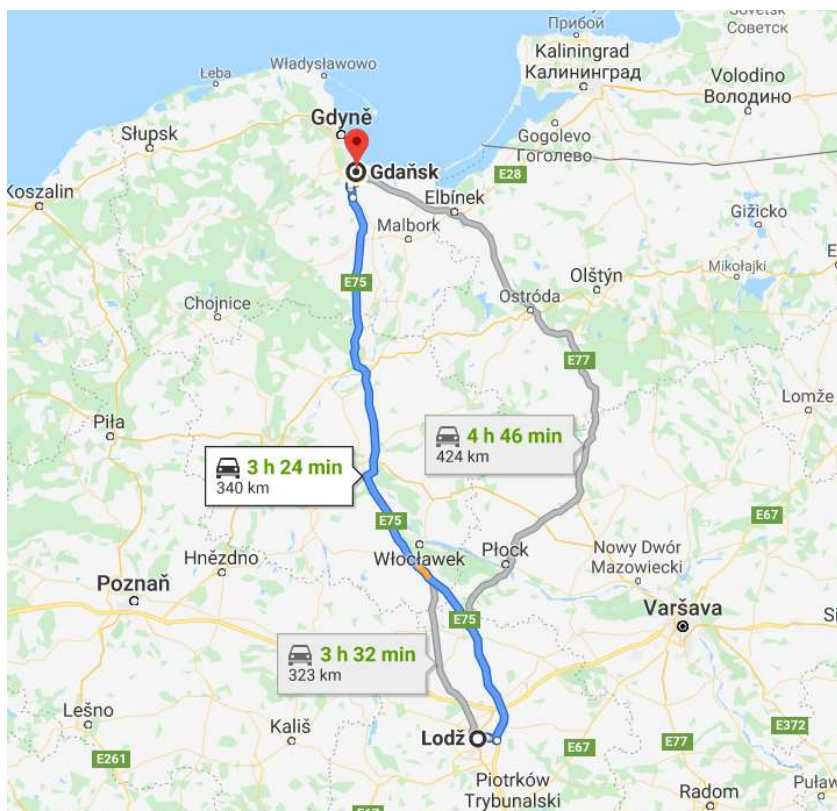 Sovetsk
Советск
Прибой
Władysławowo
Łeba
Kaliningrad
Калининград
Volodino
Володино
Gdyně
Słupsk
Gogolevo
Гоголево
Gdaňsk
E28
Koszalin
Elbínek
Malbork
Gižicko
E75
Olštýn
Mikołajki
Chojnice
Ostróda
E77
Lomže
Piła
4 h 46 min
424 km
3 h 24 min
340 km
E75
E67
Włocławek
Płock
Hnězdno
Nowy Dwór
Mazowiecki
Poznaň
Varšava
E75
3 h 32 min
323 km
Lešno
Kališ
Lodž
E372
E67
E77
E261
Piotrków
Trybunalski
Radom